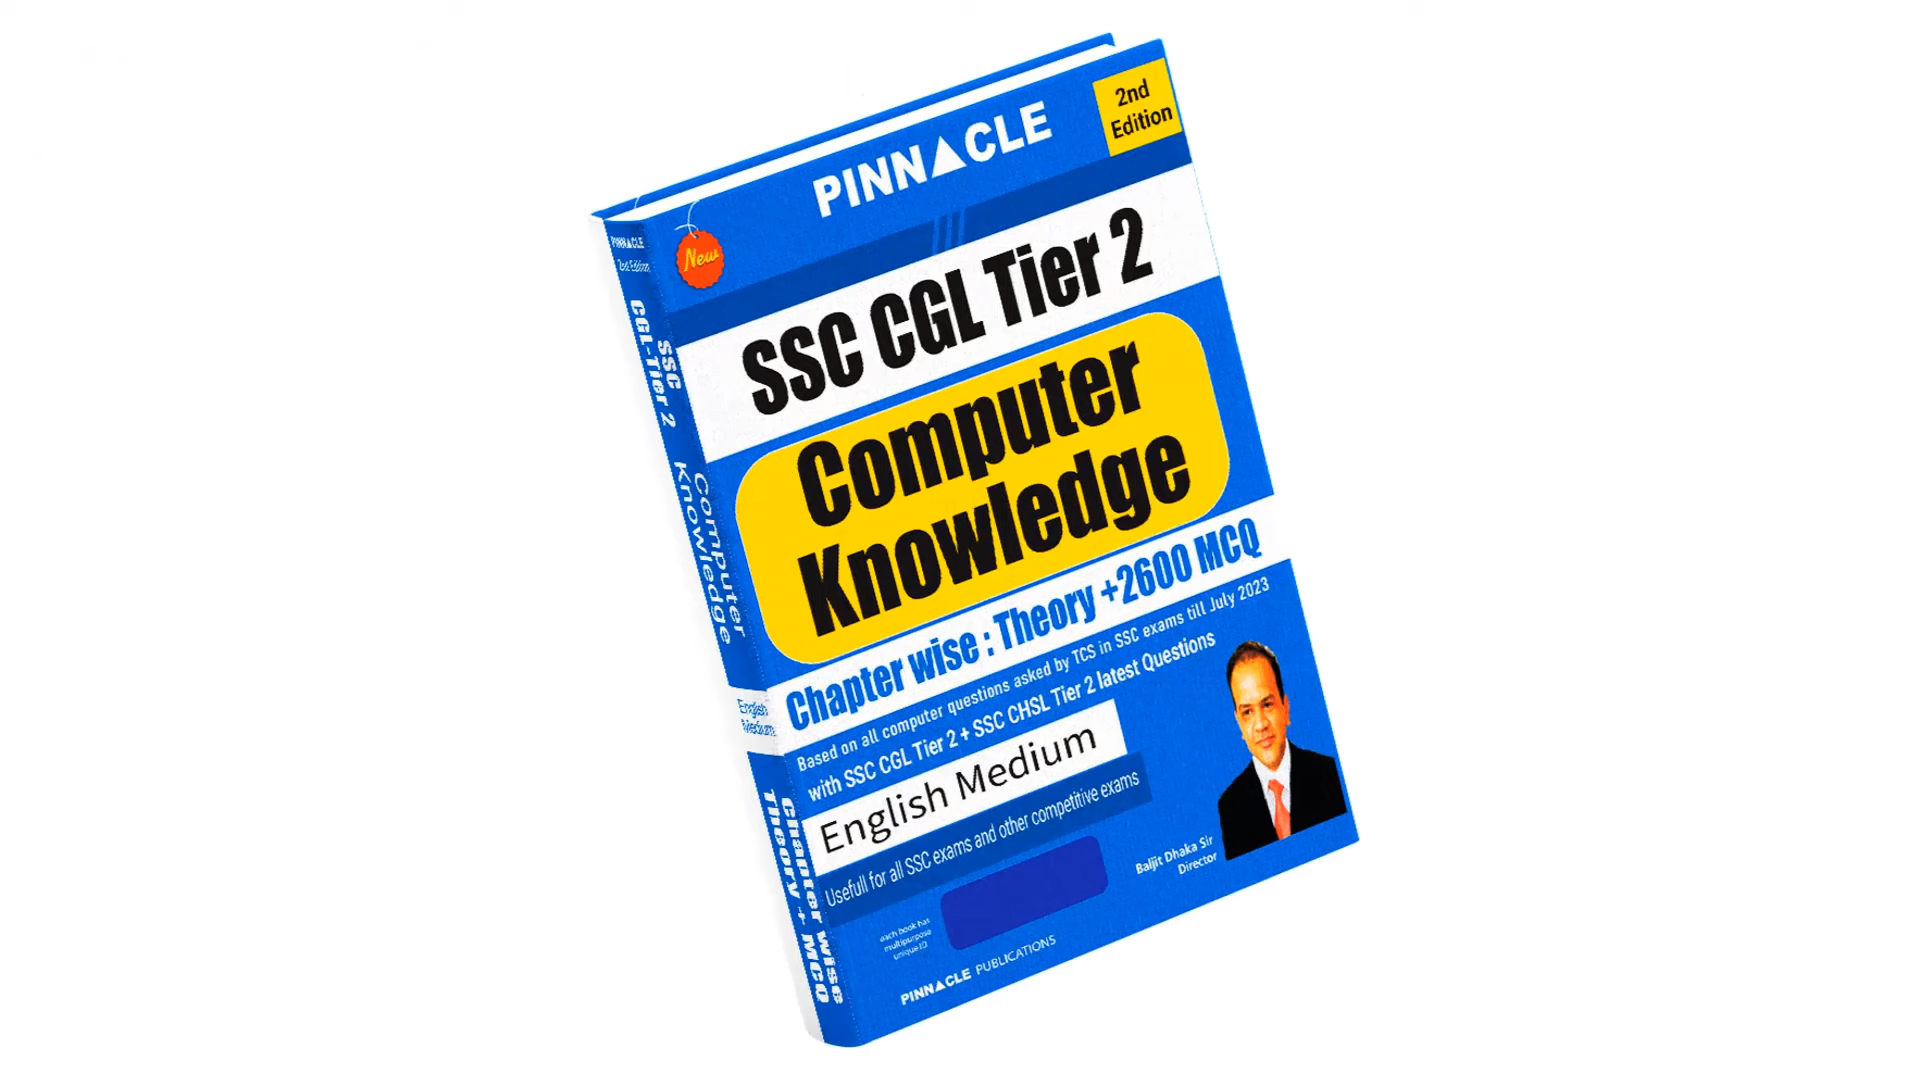 PINNACLE
2nd
Edition
New
SSC CGL Tier 2
Computer
Knowledge
Chapter wise : Theory +2600 MCQ
Based on all computer questions asked by TCS in SSC exams till July 2023
with SSC CGL Tier 2 + SSC CHSL Tier 2 latest Questions
English Medium
Usefull for all SSC exams and other competitive exams
Baljit Dhaka Sir
Director
each book has
multipurpose
unique ID
PINNACLE PUBLICATIONS
PINNACLE
2nd Edition
SSC
CGL-Tier 2
Computer
Knowledge
English
Medium
Chapter wise
Theory + MCQ